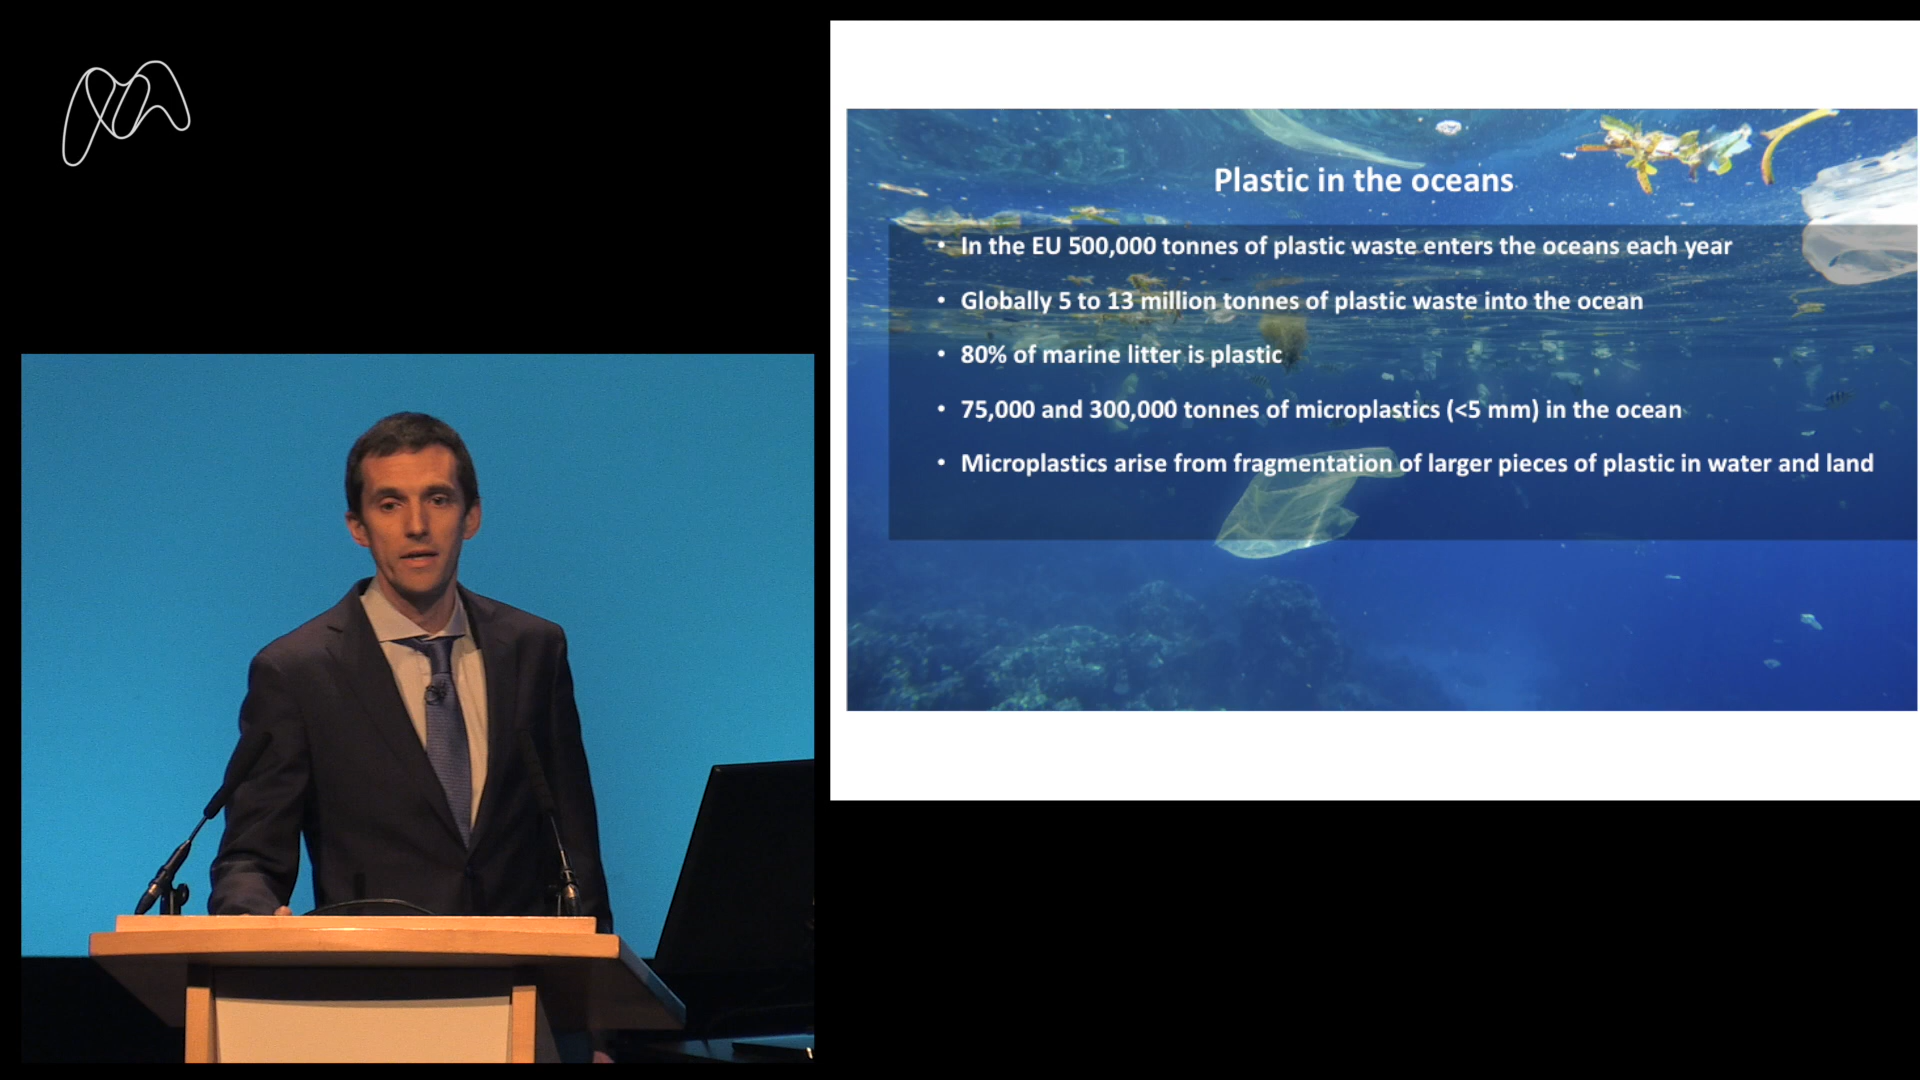 Plastic in the oceans
• In the EU 500,000 tonnes of plastic waste enters the oceans each year
• Globally 5 to 13 million tonnes of plastic waste into the ocean
• 80% of marine litter is plastic
• 75,000 and 300,000 tonnes of microplastics (<5 mm) in the ocean
• Microplastics arise from fragmentation of larger pieces of plastic in water and land